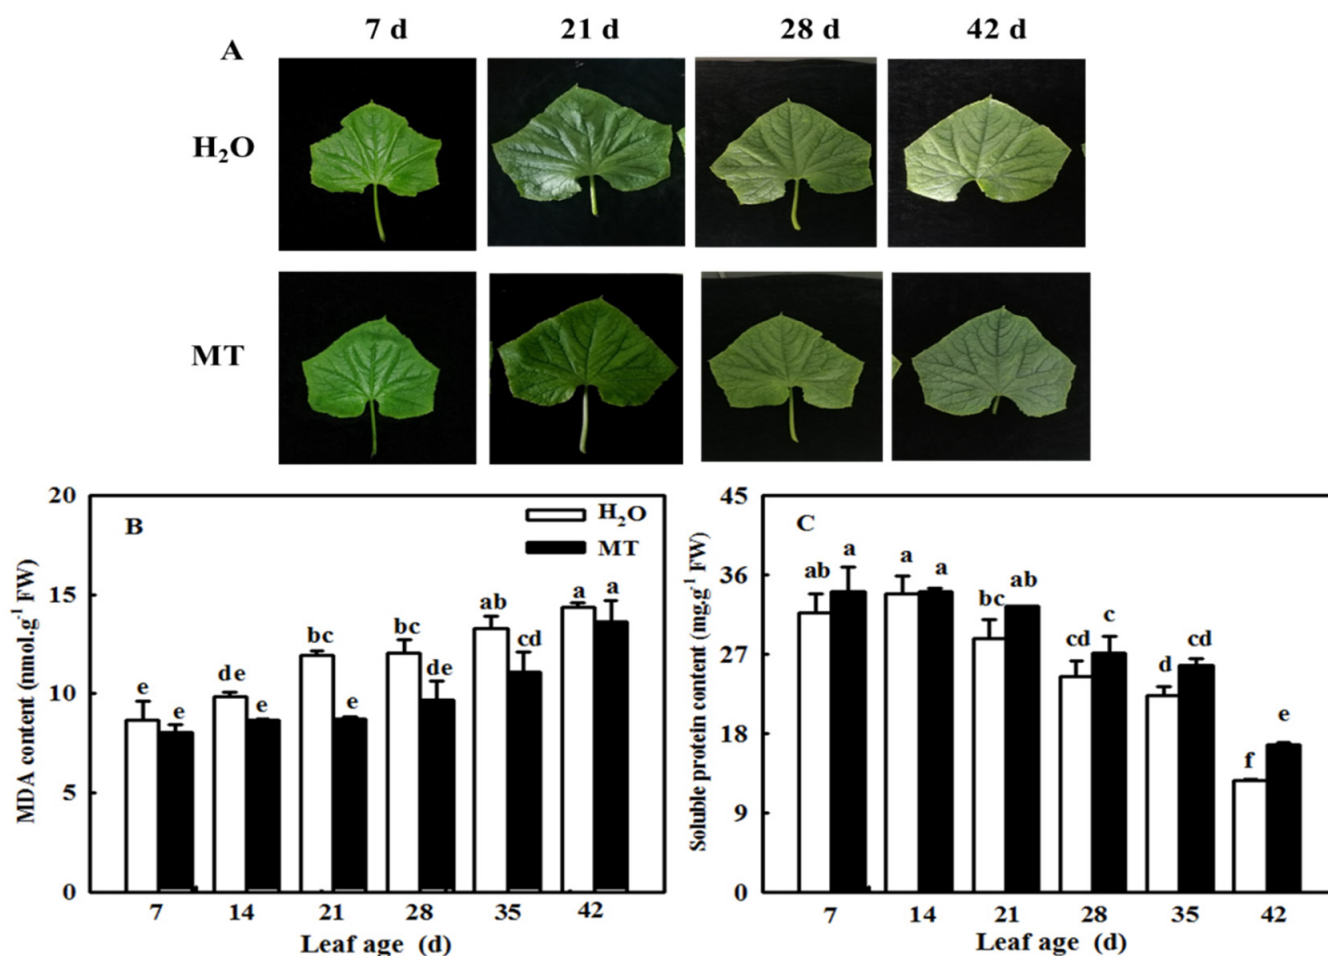 7 d 21 d 28 d 42 d
A
H₂O
MT
20
15
10
5
0
MDA content (nmol.g⁻¹ FW)
B
H₂O
MT
e e de e bc e bc de ab cd a a
7 14 21 28 35 42
Leaf age (d)
45
36
27
18
9
0
Soluble protein content (mg.g⁻¹ FW)
C
ab a a a bc ab cd c d cd f e
7 14 21 28 35 42
Leaf age (d)